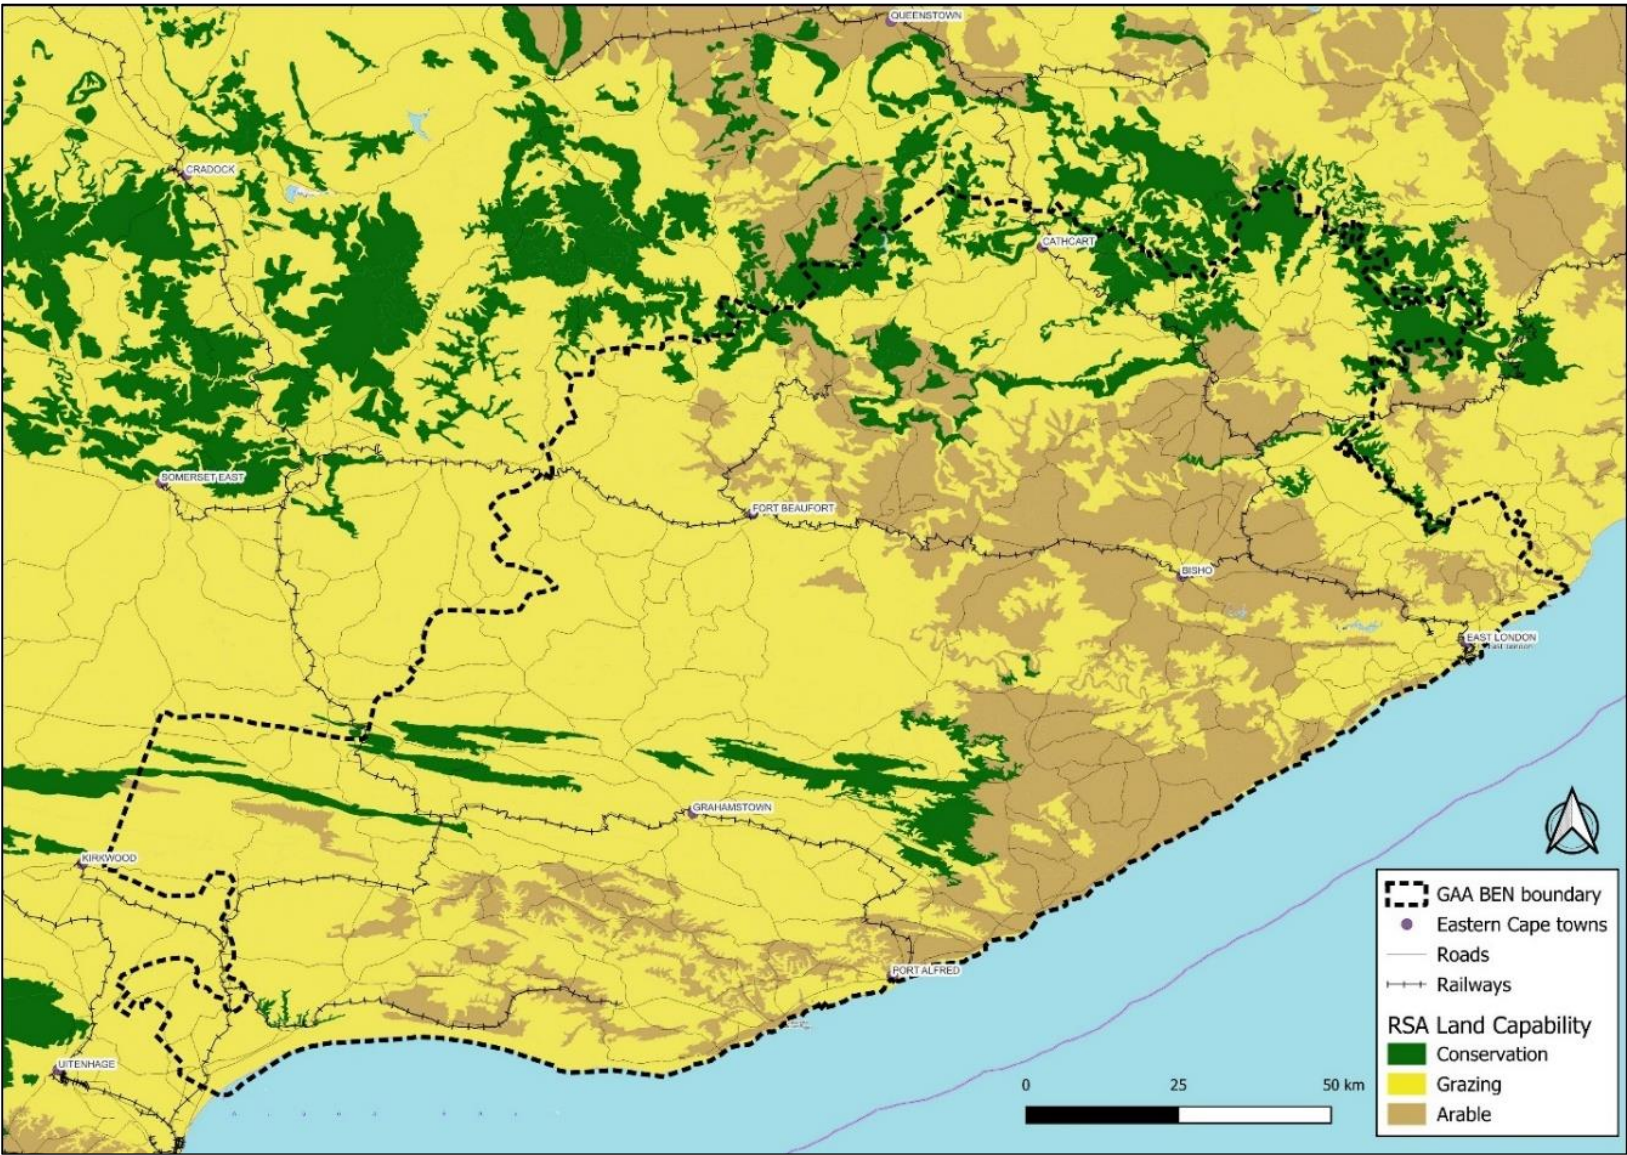 QUEENSTOWN
CRADOCK
CATHCART
SOMERSET EAST
FORT BEAUFORT
BISHO
EAST LONDON
GRAHAMSTOWN
KIRKWOOD
PORT ALFRED
UITENHAGE
GAA BEN boundary
Eastern Cape towns
Roads
Railways
RSA Land Capability
Conservation
Grazing
Arable
0 25 50 km